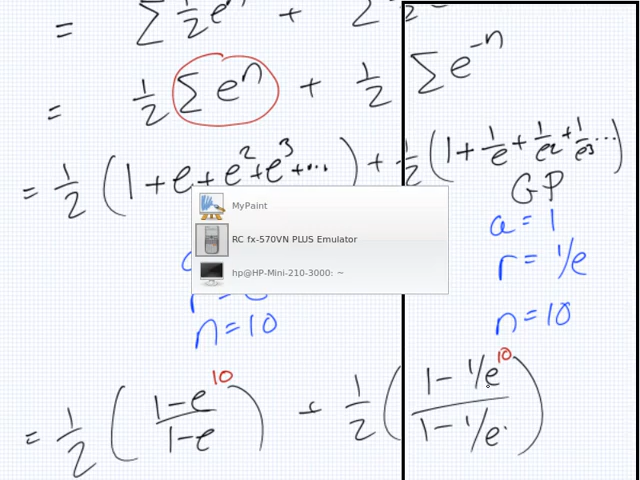 = ∑ ½eⁿ +
= ½ ∑ eⁿ + ½ ∑ e⁻ⁿ
= ½ (1+e+e²+e³+...) + ½ (1+1/e+1/e²+1/e³...)
GP
a = 1
r = 1/e
n = 10
n = 10
MyPaint
RC fx-570VN PLUS Emulator
hp@HP-Mini-210-3000: ~
= ½ ((1-e¹⁰)/(1-e)) + ½ ((1-1/e¹⁰)/(1-1/e))